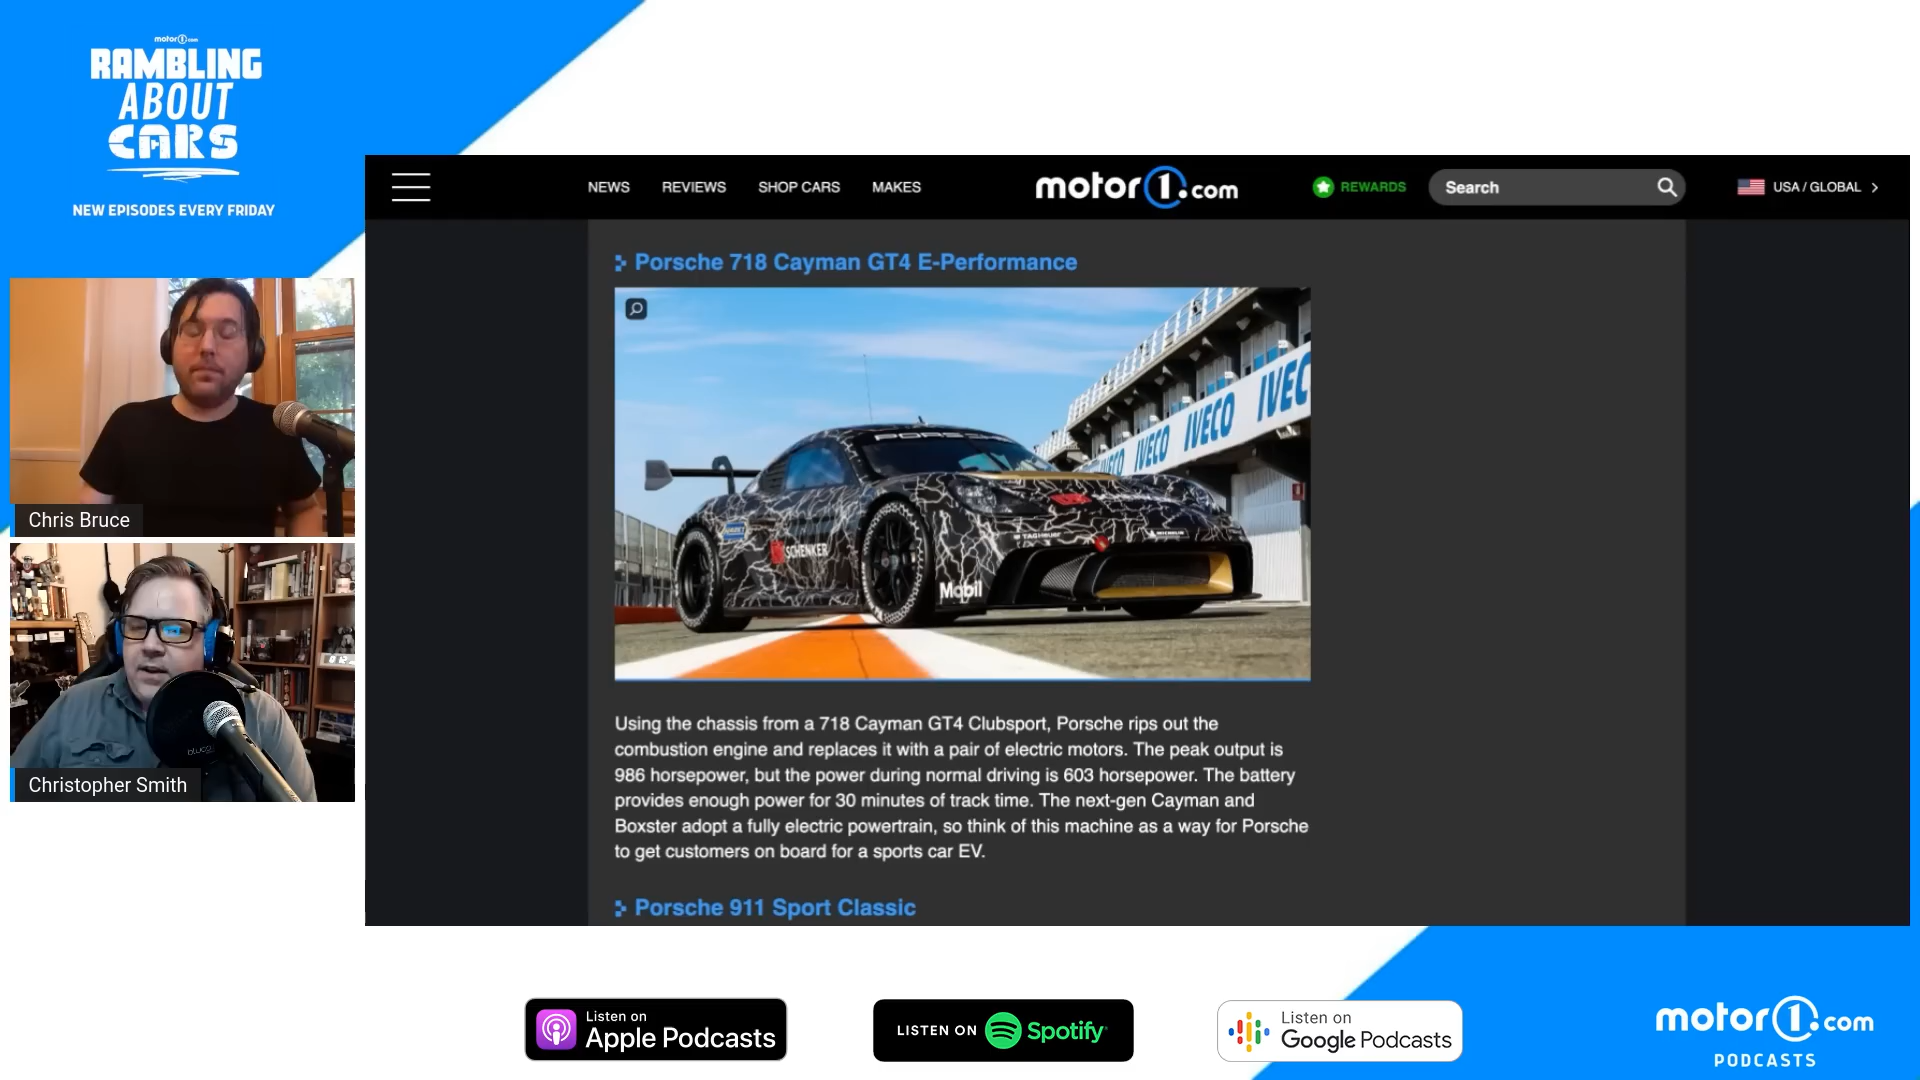 motor1.com
RAMBLING
ABOUT
CARS
NEW EPISODES EVERY FRIDAY
NEWS
REVIEWS
SHOP CARS
MAKES
motor1.com
REWARDS
Search
USA / GLOBAL
Porsche 718 Cayman GT4 E-Performance
PORSCHE
IVECO
IVECO
IVECO
IVEC
SCHENKER
TAGHeuer
Mobil
Chris Bruce
blue
Christopher Smith
Using the chassis from a 718 Cayman GT4 Clubsport, Porsche rips out the
combustion engine and replaces it with a pair of electric motors. The peak output is
986 horsepower, but the power during normal driving is 603 horsepower. The battery
provides enough power for 30 minutes of track time. The next-gen Cayman and
Boxster adopt a fully electric powertrain, so think of this machine as a way for Porsche
to get customers on board for a sports car EV.
Porsche 911 Sport Classic
Listen on
Apple Podcasts
LISTEN ON Spotify
Listen on
Google Podcasts
motor1.com
PODCASTS